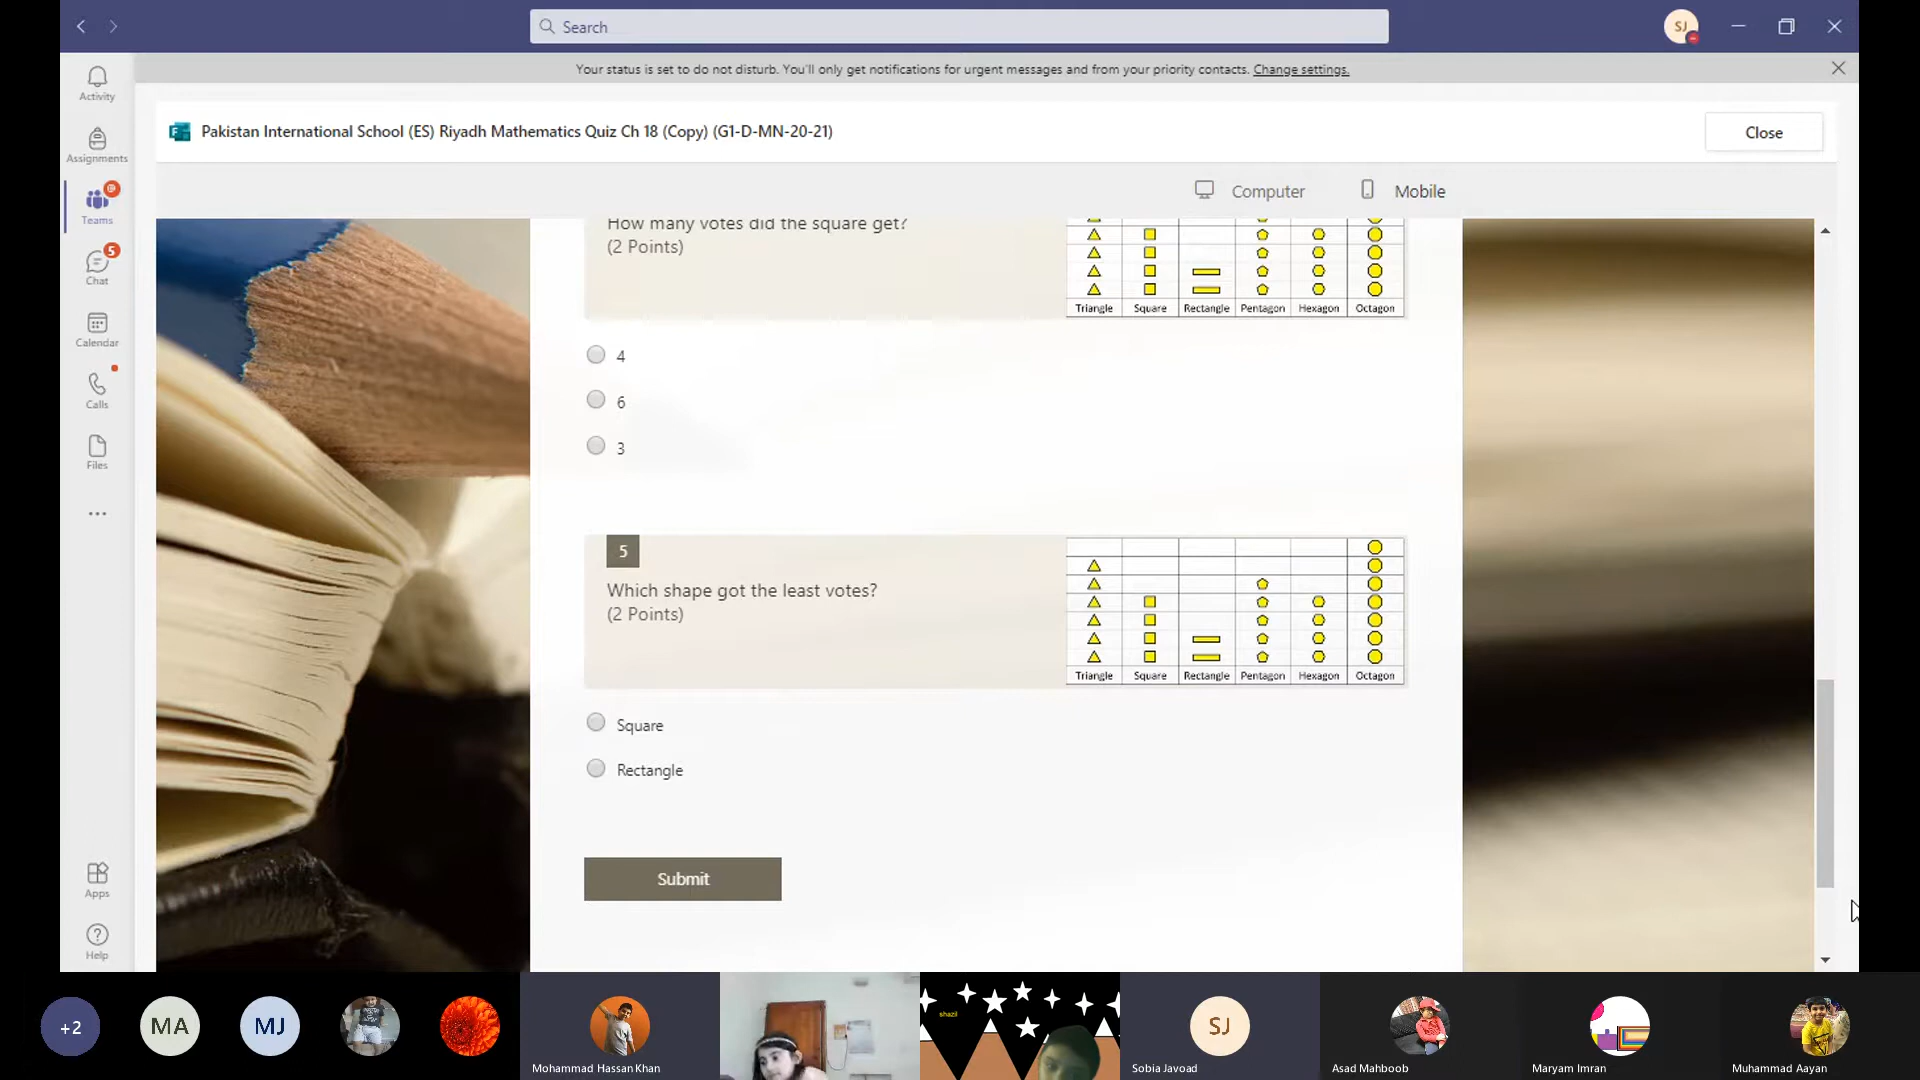 Search
SJ
Your status is set to do not disturb. You'll only get notifications for urgent messages and from your priority contacts. Change settings.
Activity
Assignments
Teams
5
Chat
Calendar
Calls
Files
Apps
Help
Pakistan International School (ES) Riyadh Mathematics Quiz Ch 18 (Copy) (G1-D-MN-20-21)
Close
Computer
Mobile
How many votes did the square get?
(2 Points)
Triangle Square Rectangle Pentagon Hexagon Octagon
4
6
3
5
Which shape got the least votes?
(2 Points)
Triangle Square Rectangle Pentagon Hexagon Octagon
Square
Rectangle
Submit
+2
MA
MJ
Mohammad Hassan Khan
shazil
SJ
Sobia Javoad
Asad Mahboob
Maryam Imran
Muhammad Aayan